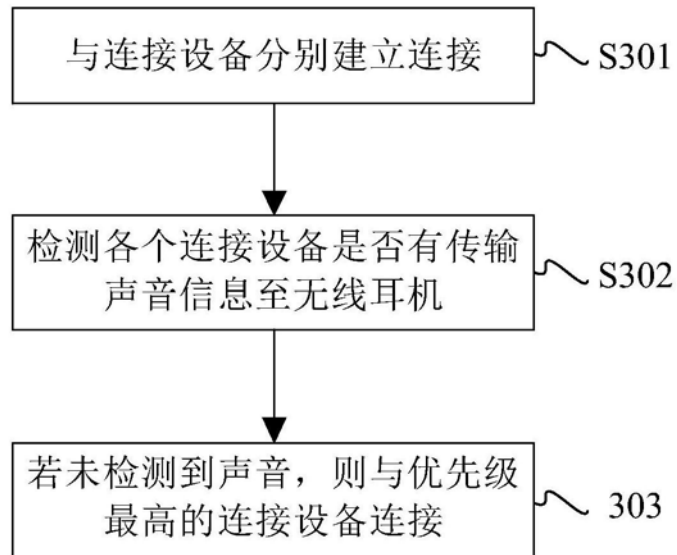 与连接设备分别建立连接
S301
检测各个连接设备是否有传输
声音信息至无线耳机
S302
若未检测到声音，则与优先级
最高的连接设备连接
303